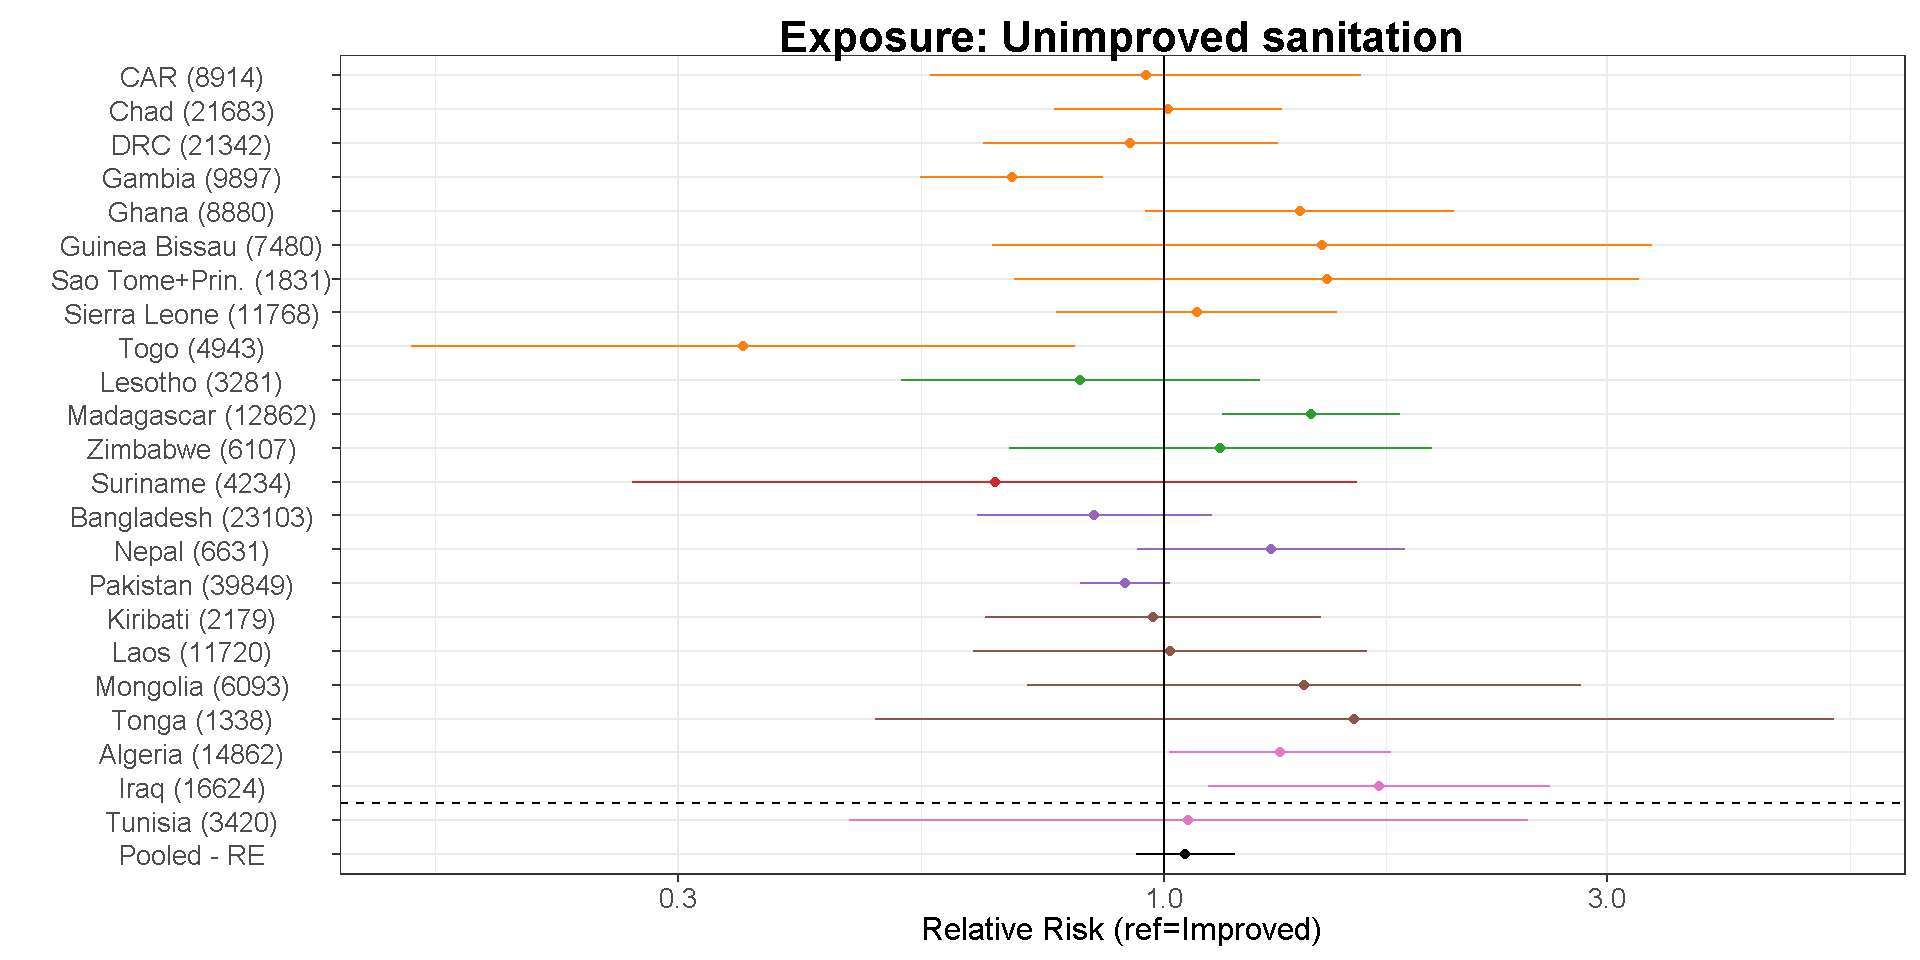 Exposure: Unimproved sanitation
CAR (8914)
Chad (21683)
DRC (21342)
Gambia (9897)
Ghana (8880)
Guinea Bissau (7480)
Sao Tome+Prin. (1831)
Sierra Leone (11768)
Togo (4943)
Lesotho (3281)
Madagascar (12862)
Zimbabwe (6107)
Suriname (4234)
Bangladesh (23103)
Nepal (6631)
Pakistan (39849)
Kiribati (2179)
Laos (11720)
Mongolia (6093)
Tonga (1338)
Algeria (14862)
Iraq (16624)
Tunisia (3420)
Pooled - RE
0.3 1.0 3.0
Relative Risk (ref=Improved)